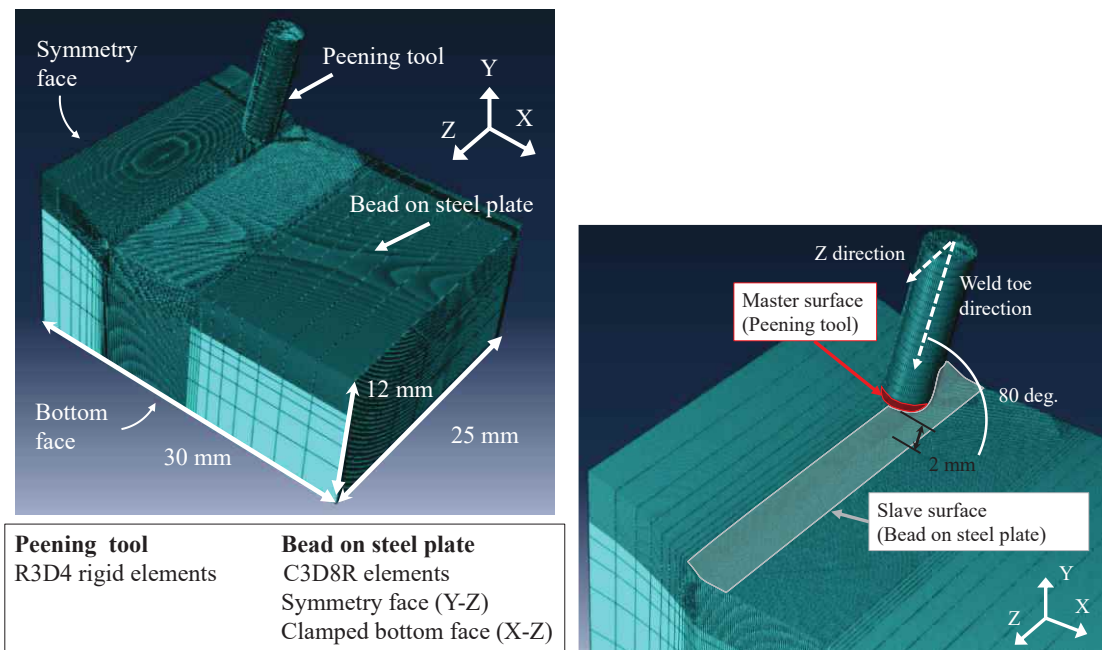 Symmetry
face
Peening tool
Y
Z
X
Bead on steel plate
12 mm
25 mm
30 mm
Bottom
face
Peening tool
R3D4 rigid elements
Bead on steel plate
C3D8R elements
Symmetry face (Y-Z)
Clamped bottom face (X-Z)
Z direction
Weld toe
direction
Master surface
(Peening tool)
80 deg.
2 mm
Slave surface
(Bead on steel plate)
Y
Z
X